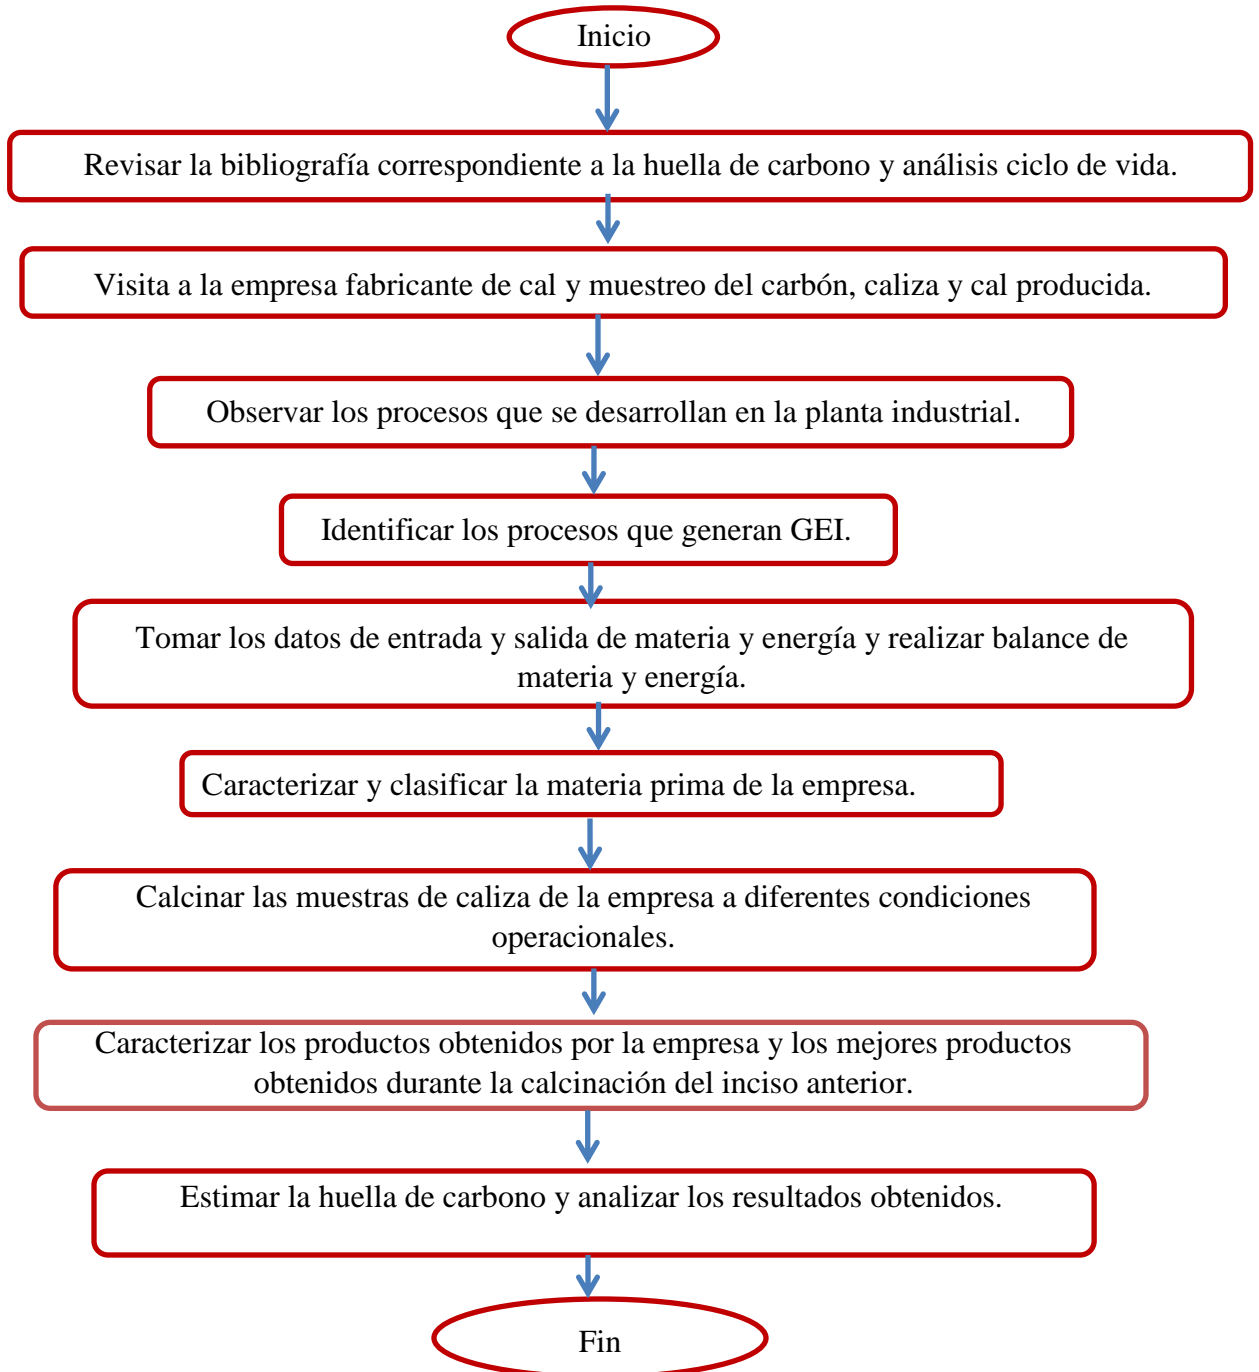 Inicio
Revisar la bibliografía correspondiente a la huella de carbono y análisis ciclo de vida.
Visita a la empresa fabricante de cal y muestreo del carbón, caliza y cal producida.
Observar los procesos que se desarrollan en la planta industrial.
Identificar los procesos que generan GEI.
Tomar los datos de entrada y salida de materia y energía y realizar balance de
materia y energía.
Caracterizar y clasificar la materia prima de la empresa.
Calcinar las muestras de caliza de la empresa a diferentes condiciones
operacionales.
Caracterizar los productos obtenidos por la empresa y los mejores productos
obtenidos durante la calcinación del inciso anterior.
Estimar la huella de carbono y analizar los resultados obtenidos.
Fin